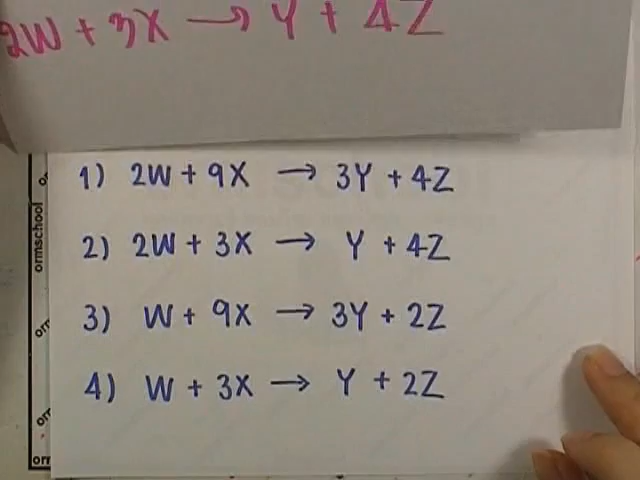 2W + 3X → Y + 4Z
1) 2W + 9X → 3Y + 4Z
2) 2W + 3X → Y + 4Z
3) W + 9X → 3Y + 2Z
4) W + 3X → Y + 2Z
ormschool